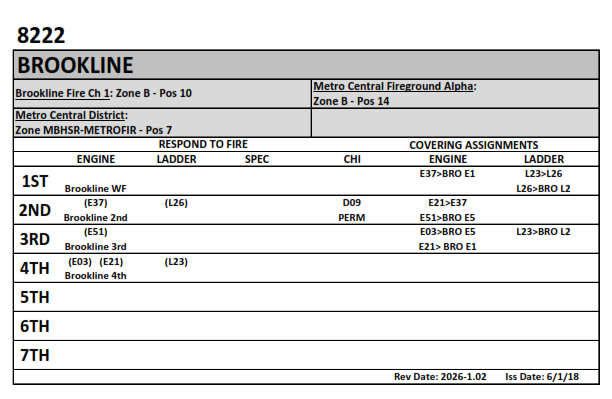 8222
BROOKLINE
Brookline Fire Ch 1: Zone B - Pos 10
Metro Central Fireground Alpha:
Zone B - Pos 14
Metro Central District:
Zone MBHSR-METROFIR - Pos 7
RESPOND TO FIRE COVERING ASSIGNMENTS
ENGINE LADDER SPEC CHI ENGINE LADDER
1ST E37>BRO E1 L23>L26
Brookline WF L26>BRO L2
2ND (E37) (L26) D09 E21>E37
Brookline 2nd PERM E51>BRO E5
3RD (E51) E03>BRO E5 L23>BRO L2
Brookline 3rd E21> BRO E1
4TH (E03) (E21) (L23)
Brookline 4th
5TH
6TH
7TH
Rev Date: 2026-1.02 Iss Date: 6/1/18